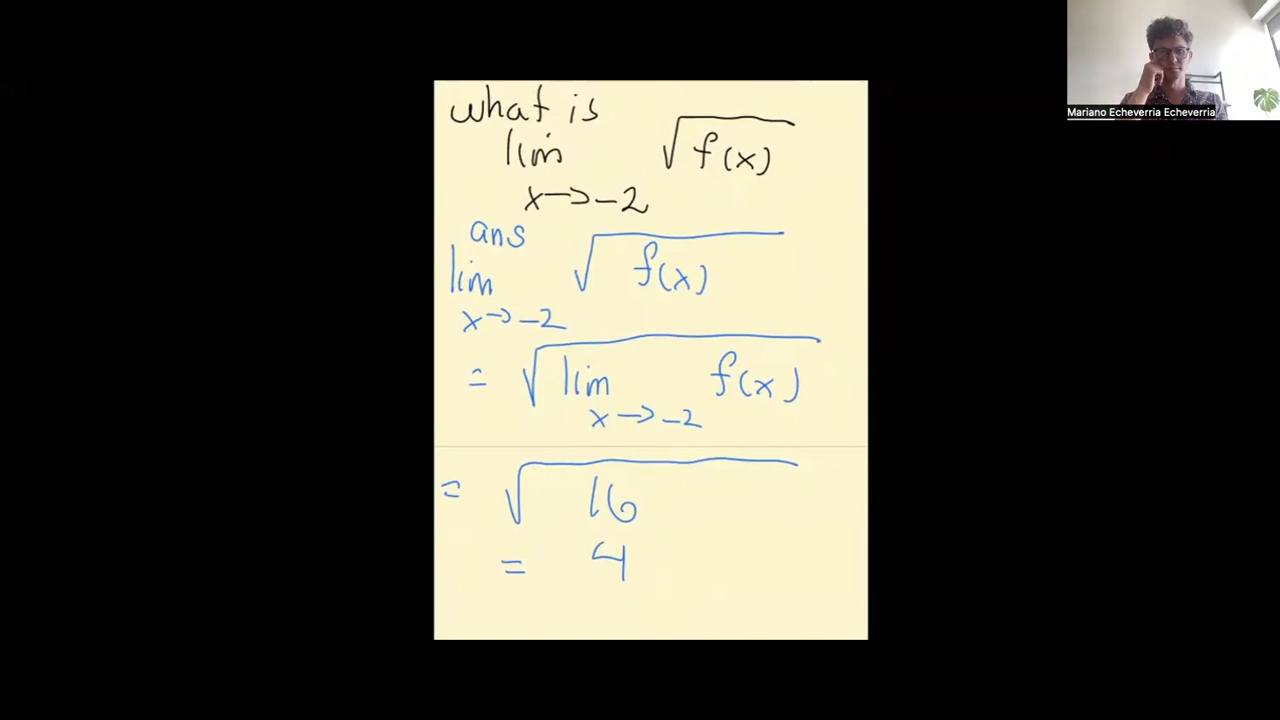 what is
lim √f(x)
x→-2
ans
lim √f(x)
x→-2
= √lim f(x)
x→-2
= √16
= 4
Mariano Echeverria Echeverria